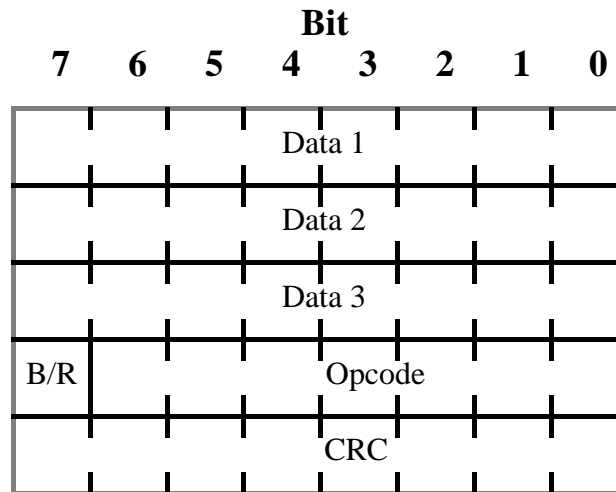 Bit
7 6 5 4 3 2 1 0
Data 1
Data 2
Data 3
B/R Opcode
CRC